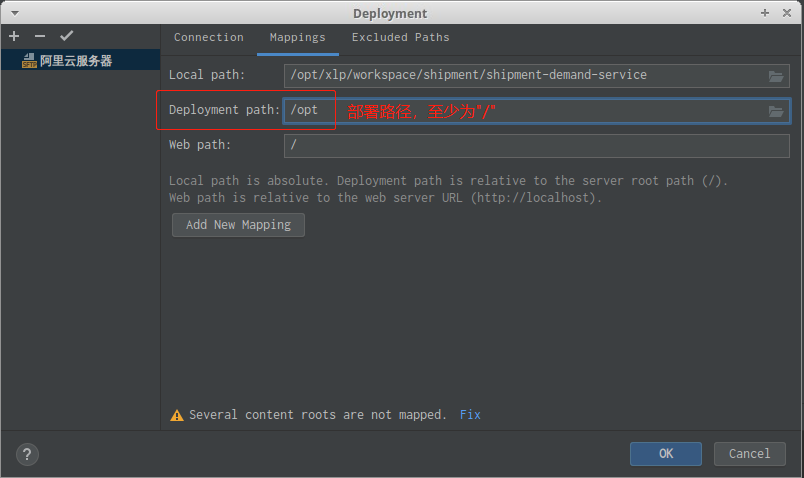 Deployment
Connection
Mappings
Excluded Paths
SFTP
阿里云服务器
Local path:
/opt/xlp/workspace/shipment/shipment-demand-service
Deployment path:
/opt
部署路径，至少为"/"
Web path:
/
Local path is absolute. Deployment path is relative to the server root path (/).
Web path is relative to the web server URL (http://localhost).
Add New Mapping
Several content roots are not mapped. Fix
?
OK
Cancel